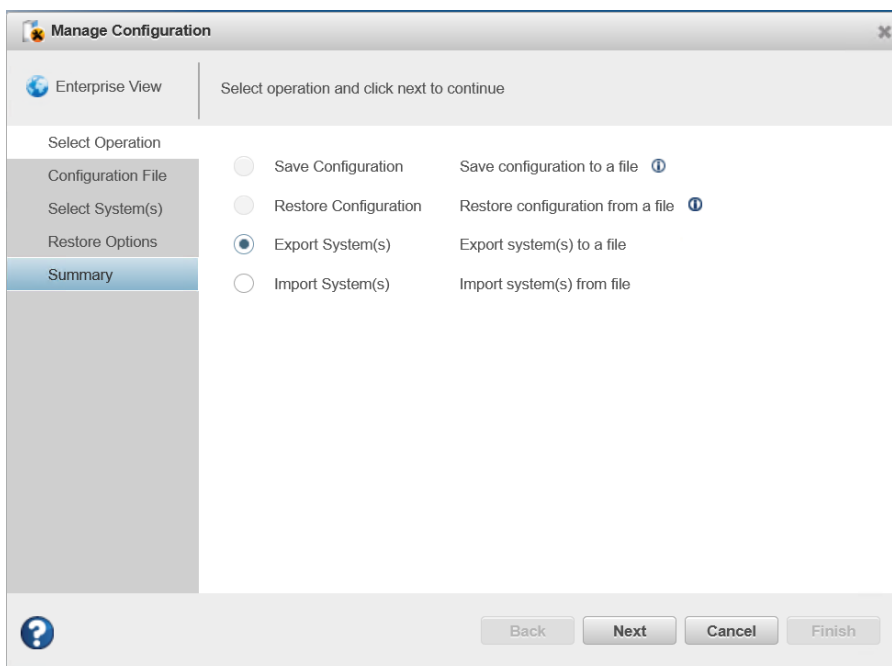 Manage Configuration
Enterprise View
Select operation and click next to continue
Select Operation
Configuration File
Select System(s)
Restore Options
Summary
Save Configuration Save configuration to a file
Restore Configuration Restore configuration from a file
Export System(s) Export system(s) to a file
Import System(s) Import system(s) from file
Back Next Cancel Finish